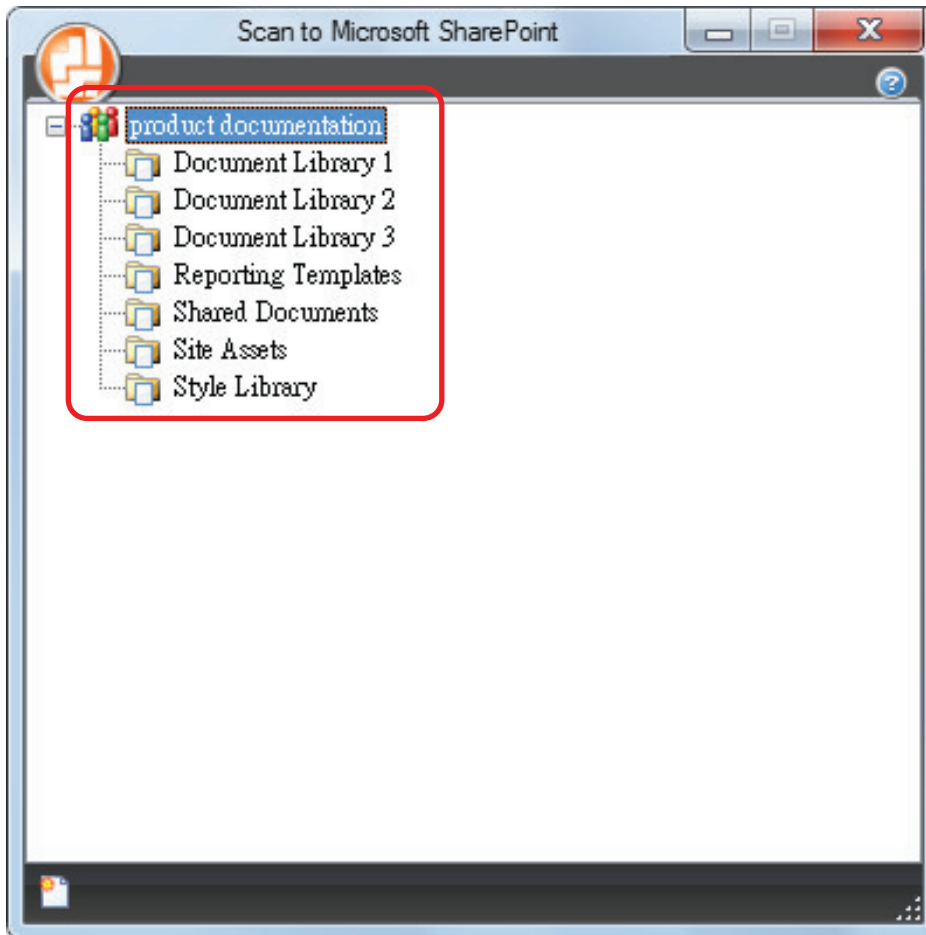 Scan to Microsoft SharePoint
product documentation
Document Library 1
Document Library 2
Document Library 3
Reporting Templates
Shared Documents
Site Assets
Style Library